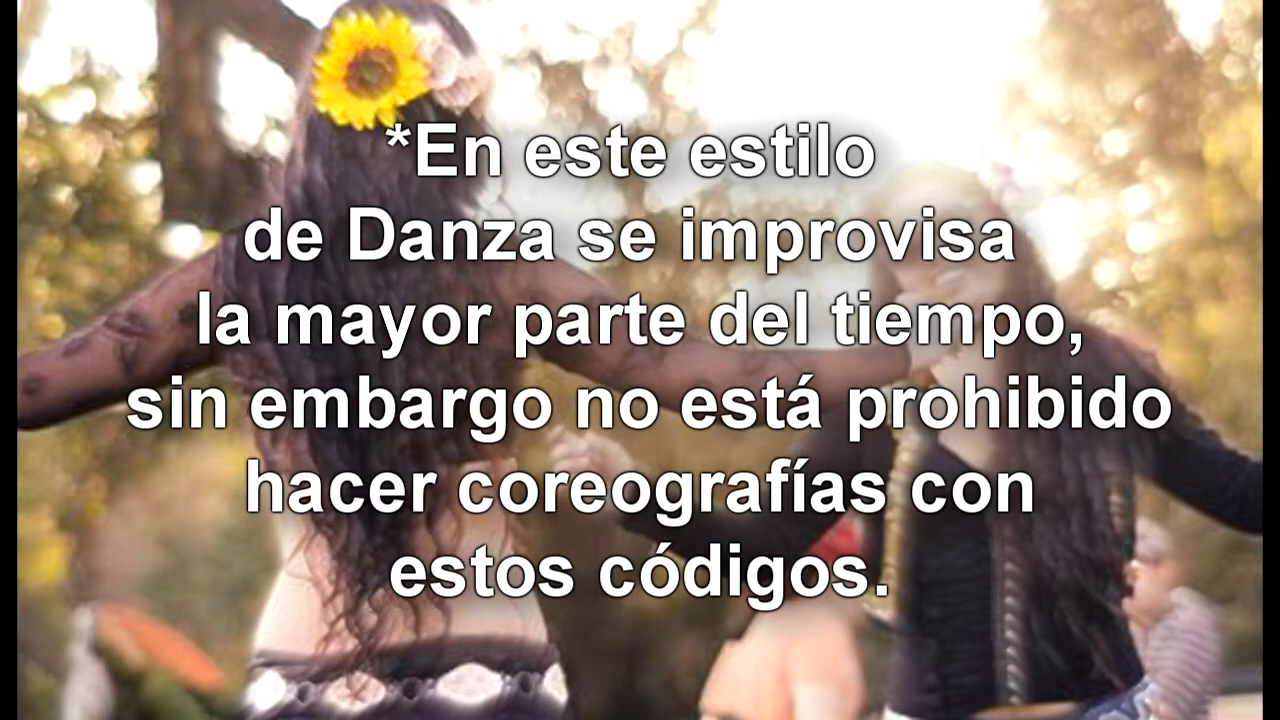 *En este estilo
de Danza se improvisa
la mayor parte del tiempo,
sin embargo no está prohibido
hacer coreografías con
estos códigos.